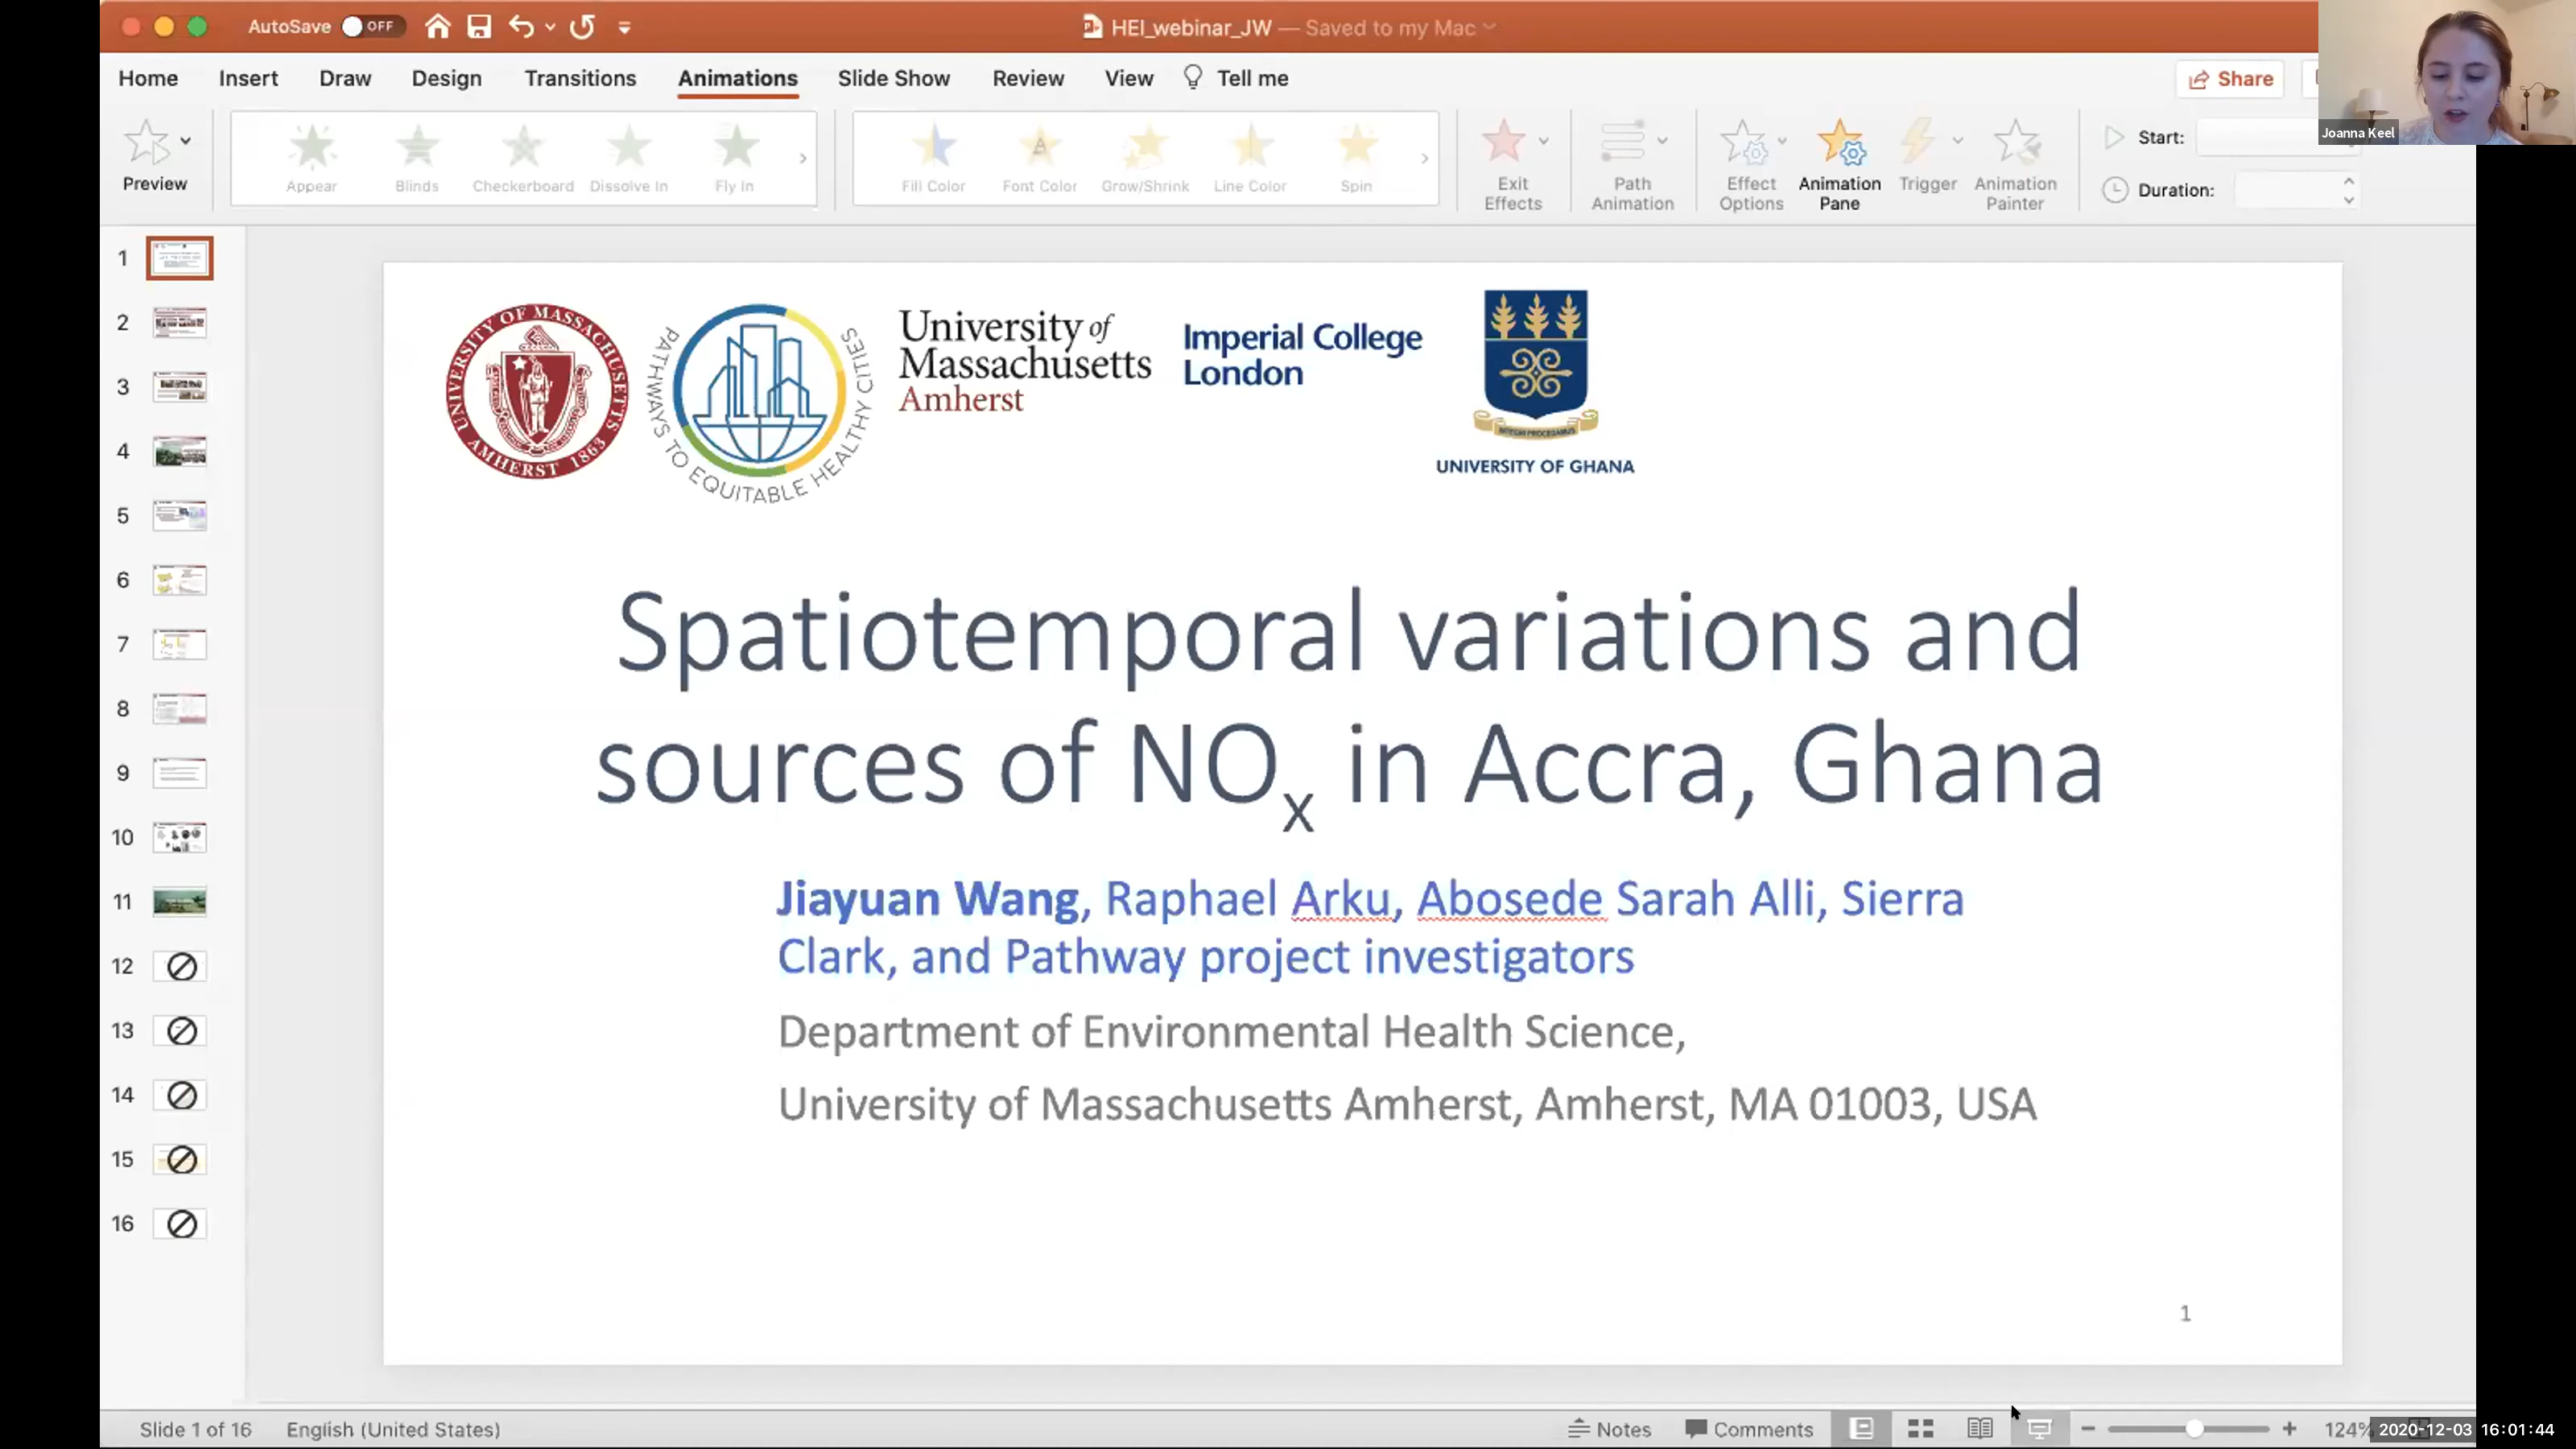 AutoSave OFF
HEI_webinar_JW — Saved to my Mac
Home Insert Draw Design Transitions Animations Slide Show Review View Tell me
Share
Joanna Keel
Preview
Appear Blinds Checkerboard Dissolve In Fly In
Fill Color Font Color Grow/Shrink Line Color Spin
Exit Effects
Path Animation
Effect Options
Animation Pane
Trigger
Animation Painter
Start:
Duration:
1
2
3
4
5
6
7
8
9
10
11
12
13
14
15
16
UNIVERSITY OF MASSACHUSETTS AMHERST 1863
PATHWAYS TO EQUITABLE HEALTHY CITIES
University of
Massachusetts
Amherst
Imperial College
London
INTEGRI PROCEDAMUS
UNIVERSITY OF GHANA
Spatiotemporal variations and
sources of NOx in Accra, Ghana
Jiayuan Wang, Raphael Arku, Abosede Sarah Alli, Sierra
Clark, and Pathway project investigators
Department of Environmental Health Science,
University of Massachusetts Amherst, Amherst, MA 01003, USA
1
Slide 1 of 16 English (United States)
Notes Comments
124%
2020-12-03 16:01:44